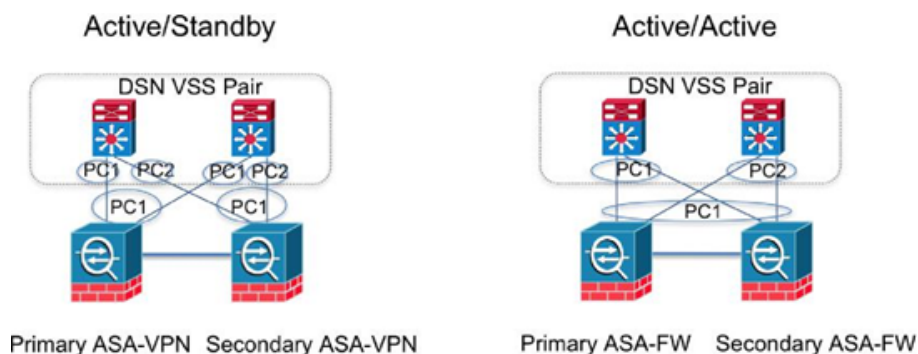 Active/Standby
Active/Active
DSN VSS Pair
DSN VSS Pair
PC1 PC2 PC1 PC2
PC1 PC2
PC1 PC1
PC1
Primary ASA-VPN Secondary ASA-VPN
Primary ASA-FW Secondary ASA-FW